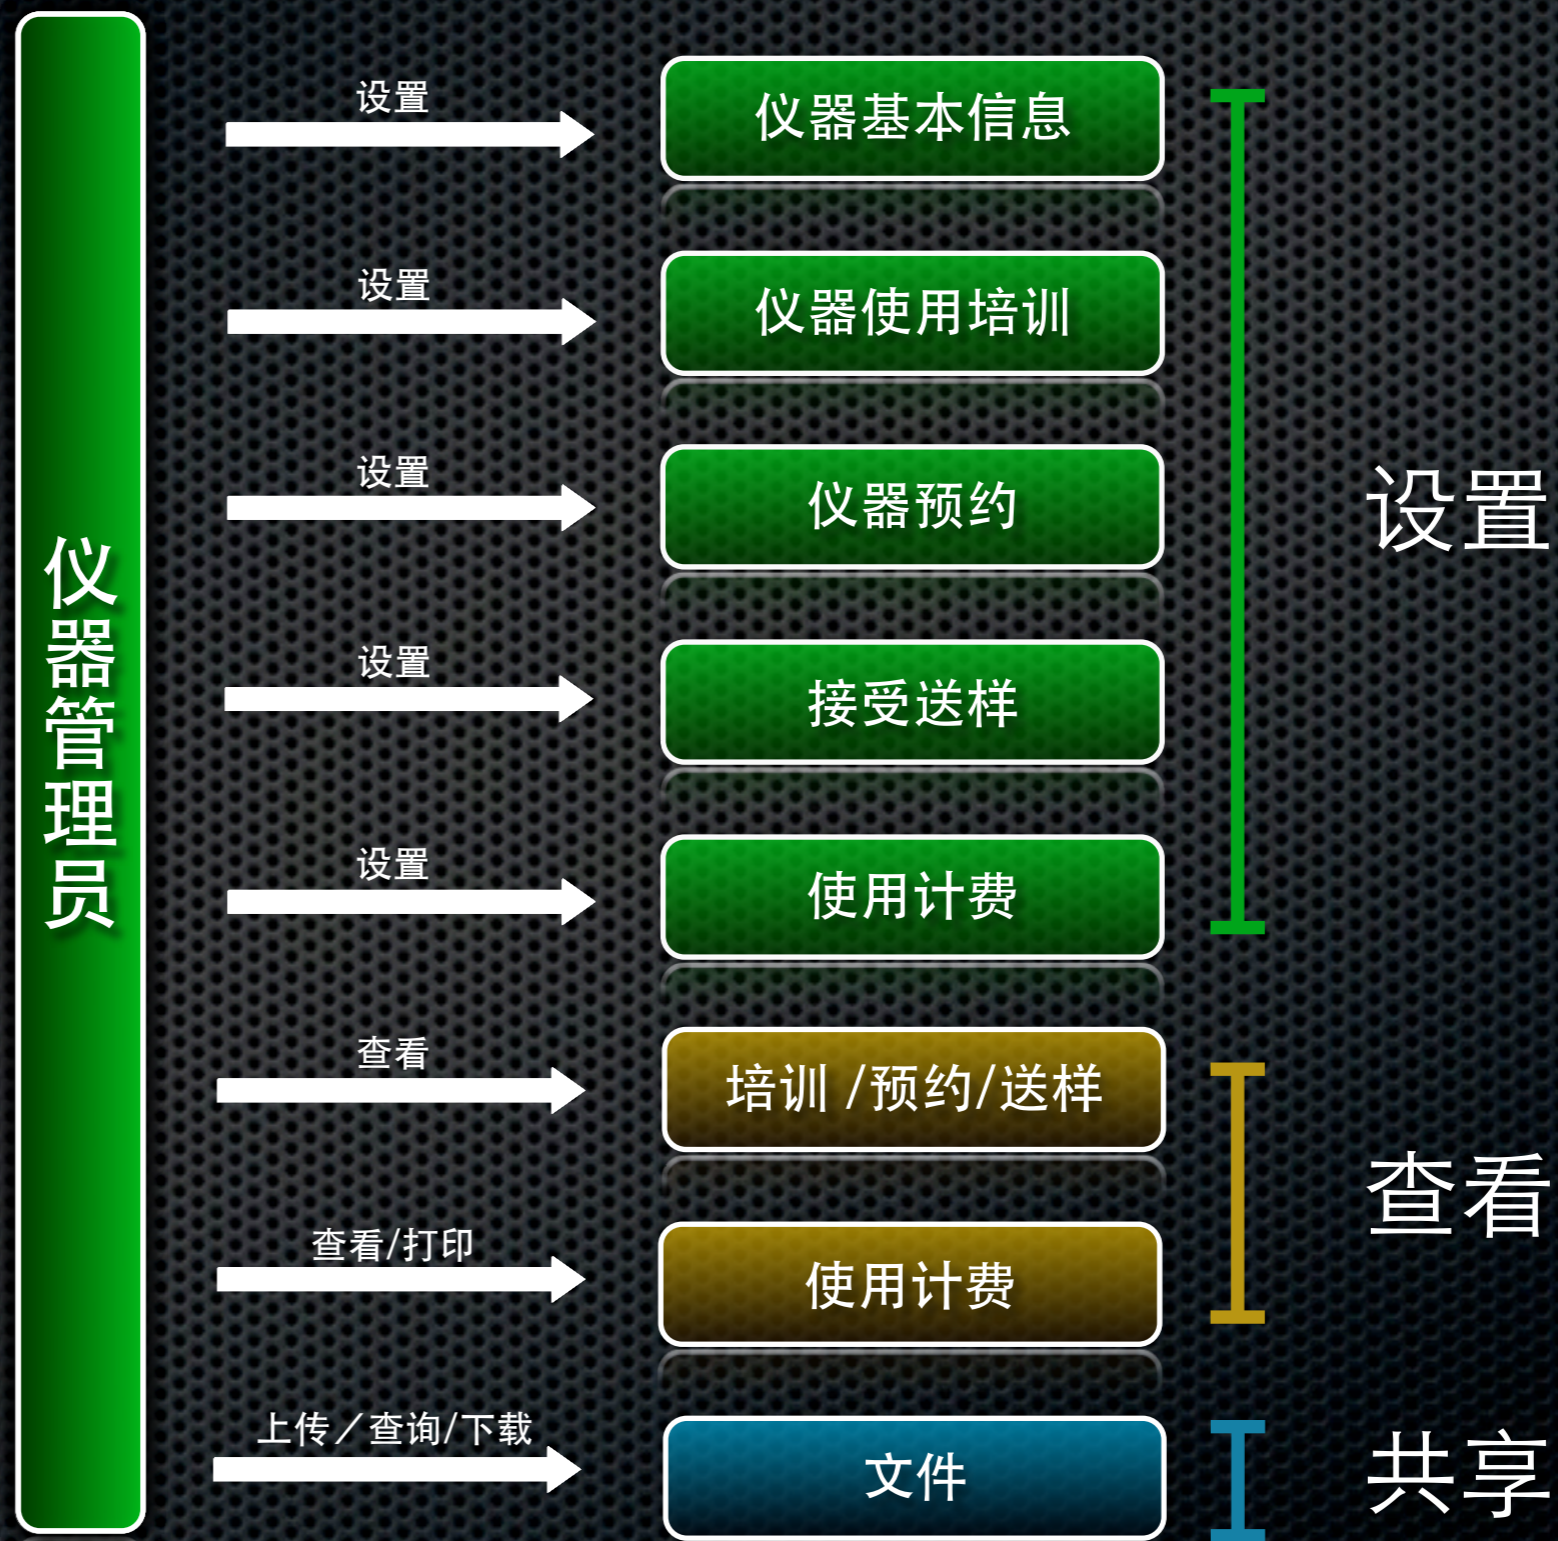 仪器管理员
设置
仪器基本信息
设置
仪器使用培训
设置
仪器预约
设置
设置
接受送样
设置
使用计费
查看
培训 /预约/送样
查看
查看/打印
使用计费
上传／查询/下载
文件
共享